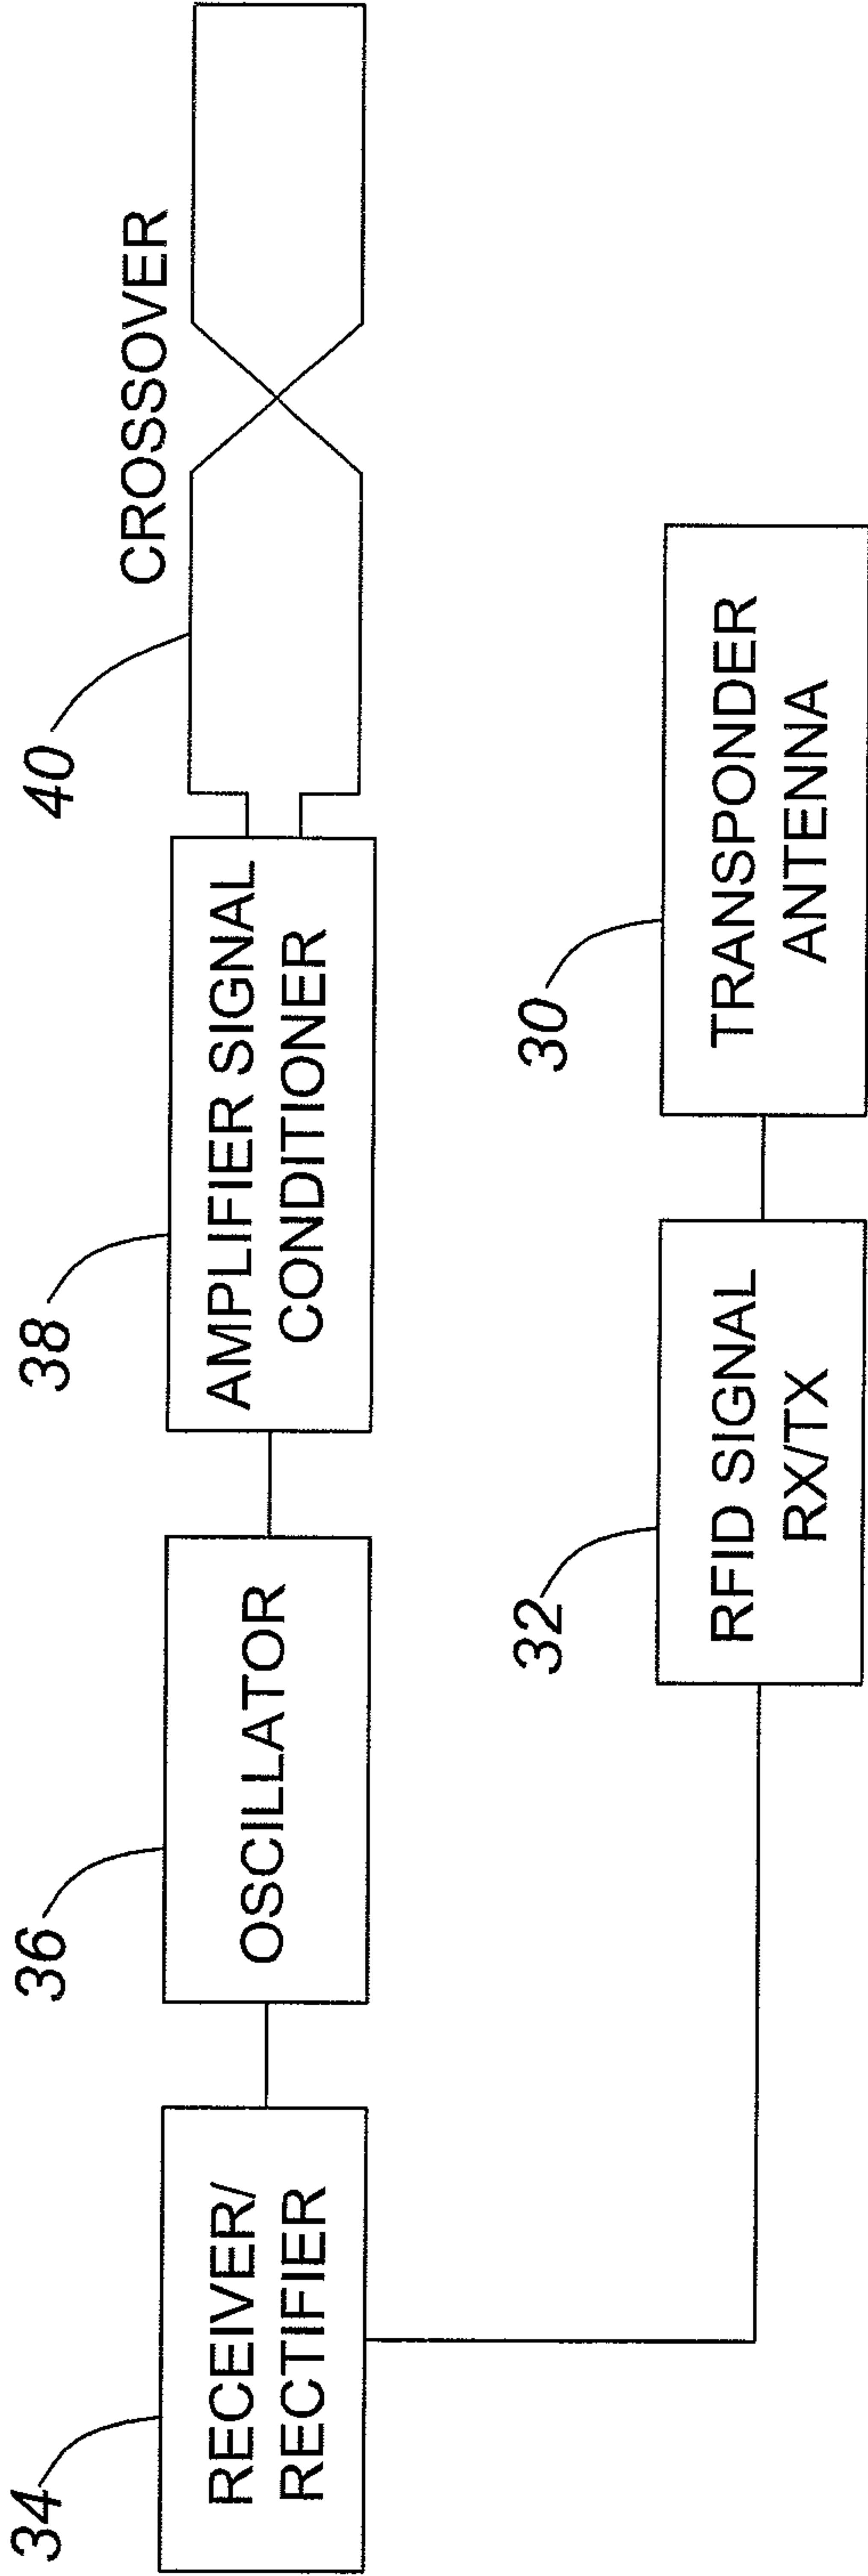 CROSSOVER
40
38
36
34
AMPLIFIER SIGNAL
CONDITIONER
OSCILLATOR
RECEIVER/
RECTIFIER
30
32
TRANSPONDER
ANTENNA
RFID SIGNAL
RX/TX